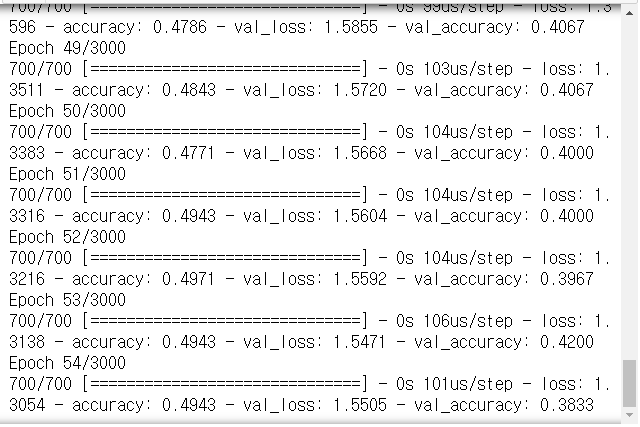 700/700 [==============================] - 0s 99us/step - loss: 1.3
596 - accuracy: 0.4786 - val_loss: 1.5855 - val_accuracy: 0.4067
Epoch 49/3000
700/700 [==============================] - 0s 103us/step - loss: 1.
3511 - accuracy: 0.4843 - val_loss: 1.5720 - val_accuracy: 0.4067
Epoch 50/3000
700/700 [==============================] - 0s 104us/step - loss: 1.
3383 - accuracy: 0.4771 - val_loss: 1.5668 - val_accuracy: 0.4000
Epoch 51/3000
700/700 [==============================] - 0s 104us/step - loss: 1.
3316 - accuracy: 0.4943 - val_loss: 1.5604 - val_accuracy: 0.4000
Epoch 52/3000
700/700 [==============================] - 0s 104us/step - loss: 1.
3216 - accuracy: 0.4971 - val_loss: 1.5592 - val_accuracy: 0.3967
Epoch 53/3000
700/700 [==============================] - 0s 106us/step - loss: 1.
3138 - accuracy: 0.4943 - val_loss: 1.5471 - val_accuracy: 0.4200
Epoch 54/3000
700/700 [==============================] - 0s 101us/step - loss: 1.
3054 - accuracy: 0.4943 - val_loss: 1.5505 - val_accuracy: 0.3833